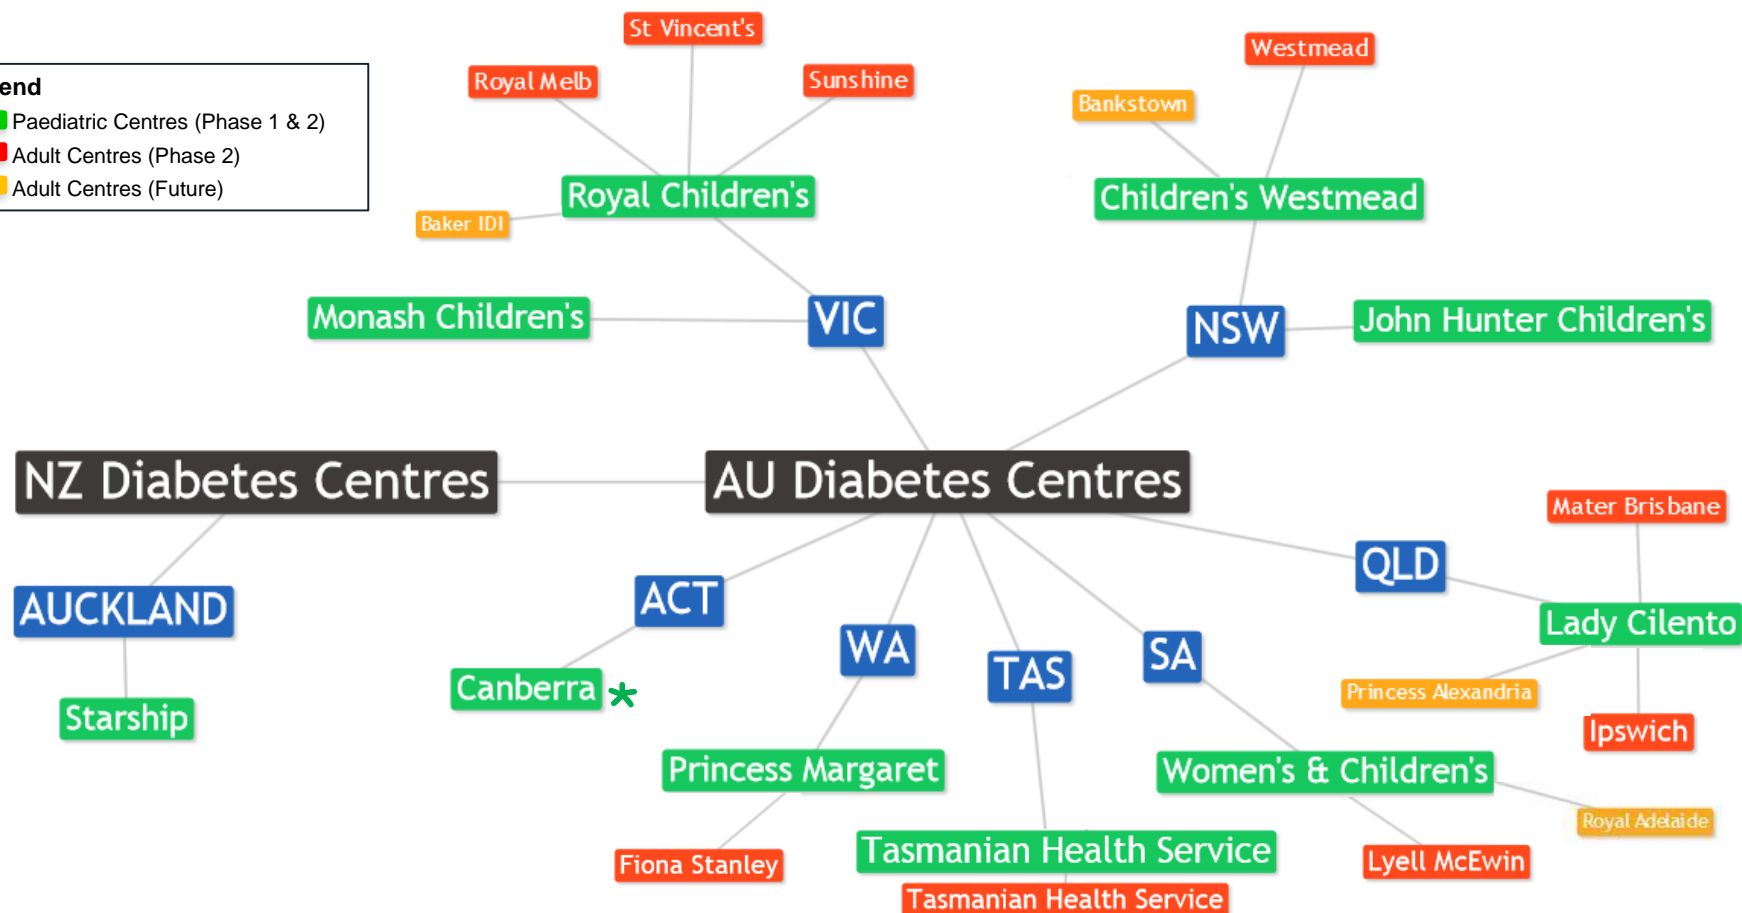 St Vincent's
Westmead
Royal Melb
Sunshine
end
Bankstown
Paediatric Centres (Phase 1 & 2)
Adult Centres (Phase 2)
Adult Centres (Future)
Royal Children's
Children's Westmead
Baker IDI
Monash Children's
VIC
NSW
John Hunter Children's
NZ Diabetes Centres
AU Diabetes Centres
Mater Brisbane
QLD
AUCKLAND
ACT
Lady Cilento
WA
TAS
SA
Canberra *
Princess Alexandria
Starship
Ipswich
Princess Margaret
Women's & Children's
Royal Adelaide
Tasmanian Health Service
Fiona Stanley
Lyell McEwin
Tasmanian Health Service